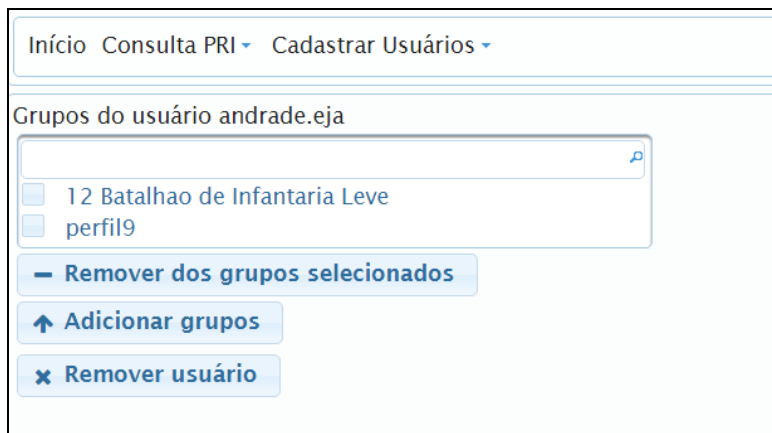 Início Consulta PRI Cadastrar Usuários
Grupos do usuário andrade.eja
12 Batalhao de Infantaria Leve
perfil9
Remover dos grupos selecionados
Adicionar grupos
Remover usuário